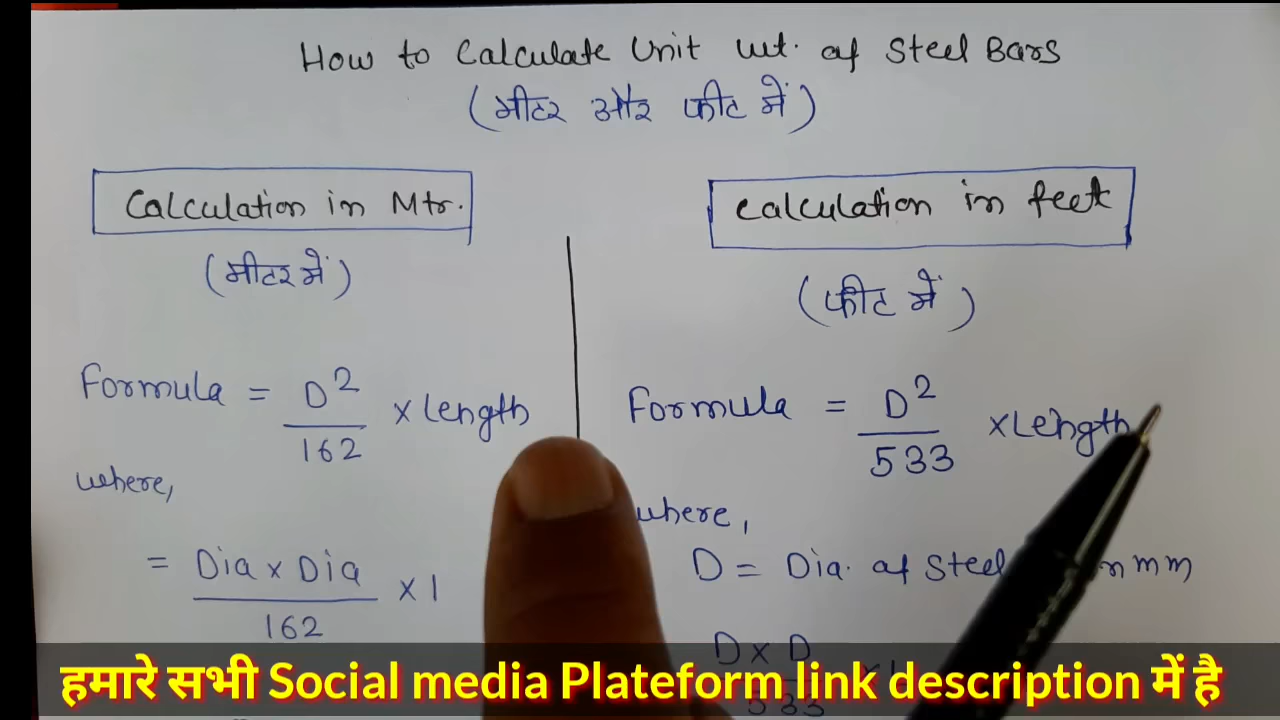 How to Calculate Unit wt. of Steel Bars
(मीटर और फीट में)
Calculation in Mtr.
(मीटर में)
Formula = D² / 162 × Length
where,
= Dia × Dia / 162 × 1
Calculation in feet
(फीट में)
Formula = D² / 533 × Length
where,
D = Dia. of Steel mm
D × D / 533
हमारे सभी Social media Plateform link description में है